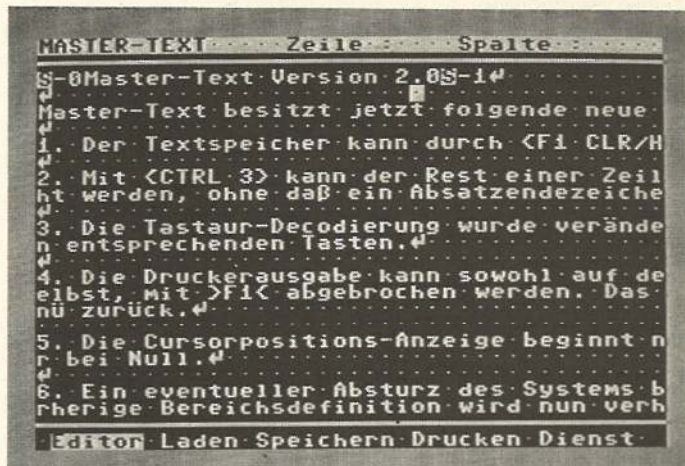 MASTER-TEXT Zeile : Spalte :
S-0Master-Text Version 2.0S-1↵
↵
Master-Text besitzt jetzt folgende neue
↵
1. Der Textspeicher kann durch <F1 CLR/H
↵
2. Mit <CTRL 3> kann der Rest einer Zeil
ht werden, ohne daß ein Absatzendezeiche
↵
3. Die Tastaur-Decodierung wurde verände
n entsprechenden Tasten.↵
↵
4. Die Druckerausgabe kann sowohl auf de
elbst, mit >F1< abgebrochen werden. Das
nü zurück.↵
5. Die Cursorpositions-Anzeige beginnt n
r bei Null.↵
↵
6. Ein eventueller Absturz des Systems b
rherige Bereichsdefinition wird nun verh
Editor Laden Speichern Drucken Dienst